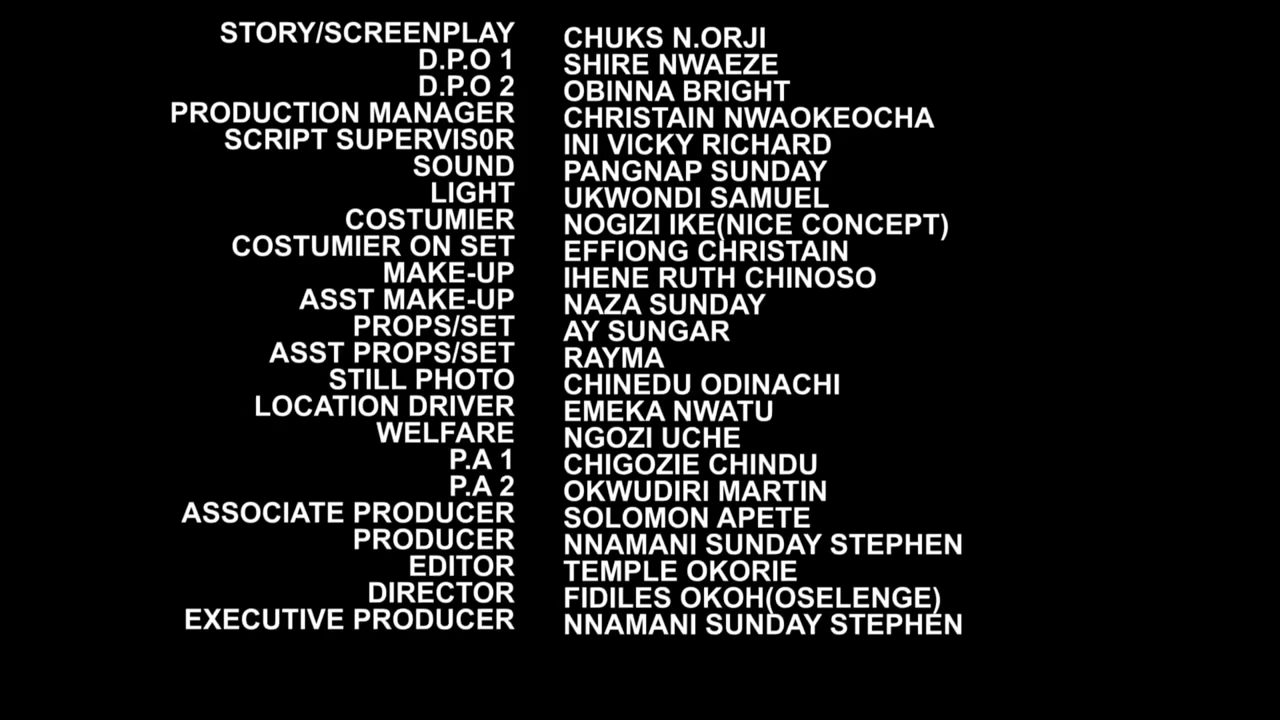 STORY/SCREENPLAY CHUKS N.ORJI
D.P.O 1 SHIRE NWAEZE
D.P.O 2 OBINNA BRIGHT
PRODUCTION MANAGER CHRISTAIN NWAOKEOCHA
SCRIPT SUPERVIS0R INI VICKY RICHARD
SOUND PANGNAP SUNDAY
LIGHT UKWONDI SAMUEL
COSTUMIER NOGIZI IKE(NICE CONCEPT)
COSTUMIER ON SET EFFIONG CHRISTAIN
MAKE-UP IHENE RUTH CHINOSO
ASST MAKE-UP NAZA SUNDAY
PROPS/SET AY SUNGAR
ASST PROPS/SET RAYMA
STILL PHOTO CHINEDU ODINACHI
LOCATION DRIVER EMEKA NWATU
WELFARE NGOZI UCHE
P.A 1 CHIGOZIE CHINDU
P.A 2 OKWUDIRI MARTIN
ASSOCIATE PRODUCER SOLOMON APETE
PRODUCER NNAMANI SUNDAY STEPHEN
EDITOR TEMPLE OKORIE
DIRECTOR FIDILES OKOH(OSELENGE)
EXECUTIVE PRODUCER NNAMANI SUNDAY STEPHEN